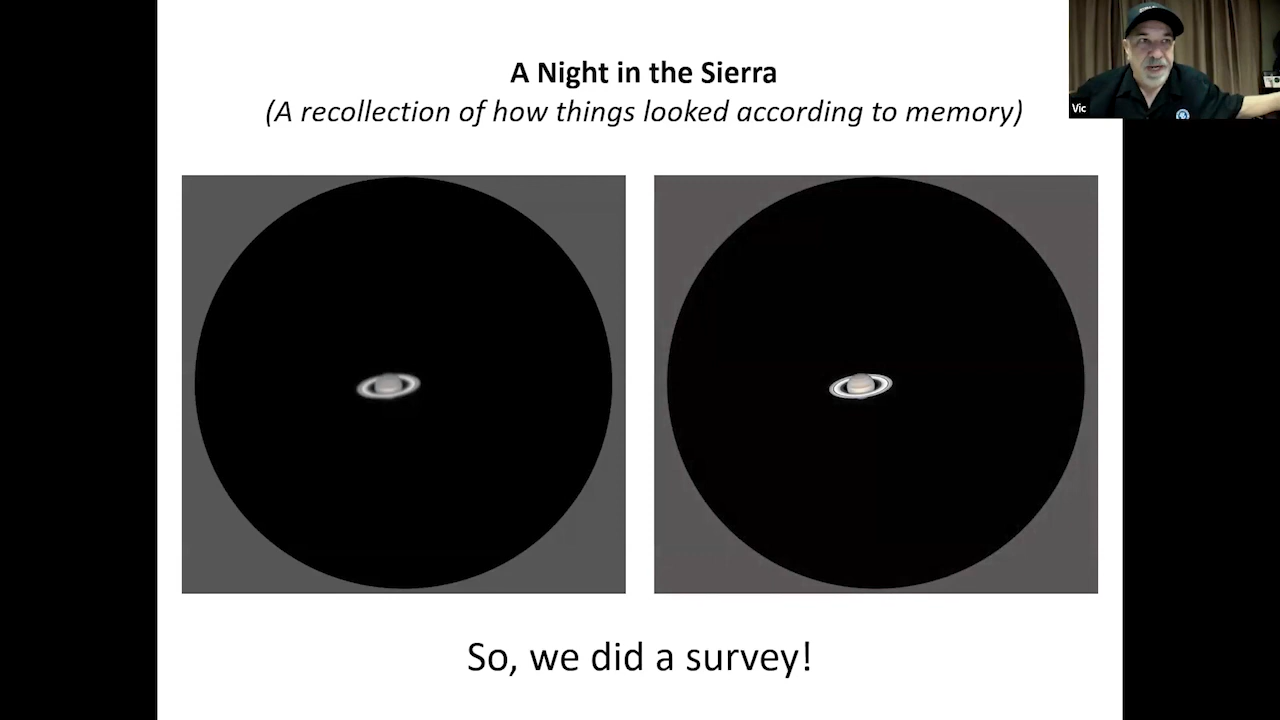 A Night in the Sierra
(A recollection of how things looked according to memory)
Vic
So, we did a survey!